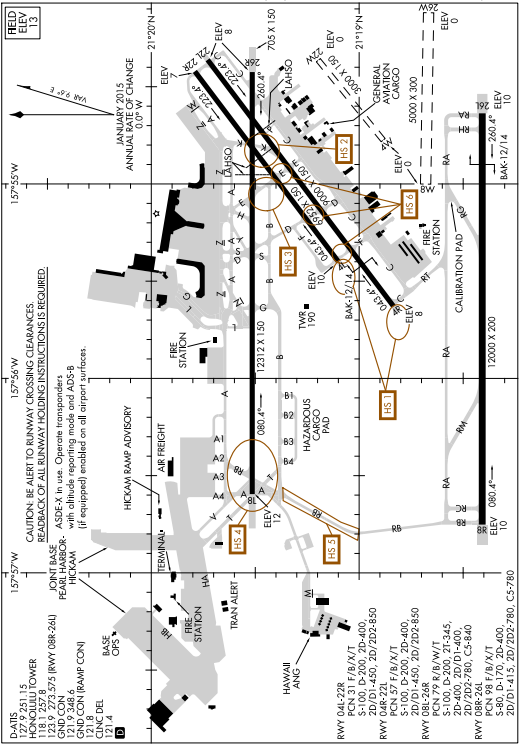 FIELD
ELEV
13
VAR 9.6° E
JANUARY 2015
ANNUAL RATE OF CHANGE
0.0° W
21°20'N
21°19'N
157°55'W
157°56'W
157°57'W
CAUTION: BE ALERT TO RUNWAY CROSSING CLEARANCES.
READBACK OF ALL RUNWAY HOLDING INSTRUCTIONS IS REQUIRED.
ASDE-X in use. Operate transponders
with altitude reporting mode and ADS-B
(if equipped) enabled on all airport surfaces.
ELEV
7
22R
223.4°
22L
223.4°
ELEV
8
705 X 150
26R
260.4°
LAHSO
LAHSO
GENERAL
AVIATION
CARGO
22W
3000 X 150
4W
ELEV
0
26W
ELEV
0
5000 X 300
8W
ELEV
0
26L
ELEV
10
260.4°
BAK-12/14
RA
RH
RA
RG
CALIBRATION PAD
RT
RA
RM
RA
12000 X 200
080.4°
RC
RB
8R
ELEV
10
HS 1
HS 2
HS 3
HS 4
HS 5
HS 6
6952 X 150
9000 X 150
043.4°
043.4°
4L
ELEV
10
BAK-12/14
4R
ELEV
8
FIRE
STATION
TWR
190
12312 X 150
080.4°
8L
ELEV
12
A
A1
A2
A3
A4
B
B1
B2
B3
B4
HAZARDOUS
CARGO
PAD
RB
RB
RB
T
V
T
FIRE
STATION
HICKAM RAMP ADVISORY
AIR FREIGHT
TERMINAL
JOINT BASE
PEARL HARBOR-
HICKAM
HA
HB
BASE
OPS
FIRE
STATION
TRAN ALERT
W
HAWAII
ANG
D-ATIS
127.9 251.15
HONOLULU TOWER
118.1 257.8
123.9 273.575 (RWY 08R-26L)
GND CON
121.9 348.6
GND CON (RAMP CON)
121.8
CLNC DEL
121.4
D
RWY 04L-22R
PCN 31 F/B/X/T
S-100, D-200, 2D-400,
2D/D1-450, 2D/2D2-850
RWY 04R-22L
PCN 57 F/B/X/T
S-100, D-200, 2D-400,
2D/D1-450, 2D/2D2-850
RWY 08L-26R
PCN 79 R/B/W/T
S-100, D-200, 2T-345,
2D-400, 2D/D1-400,
2D/2D2-780, C5-840
RWY 08R-26L
PCN 98 F/B/X/T
S-80, D-170, 2D-400,
2D/D1-415, 2D/2D2-780, C5-780